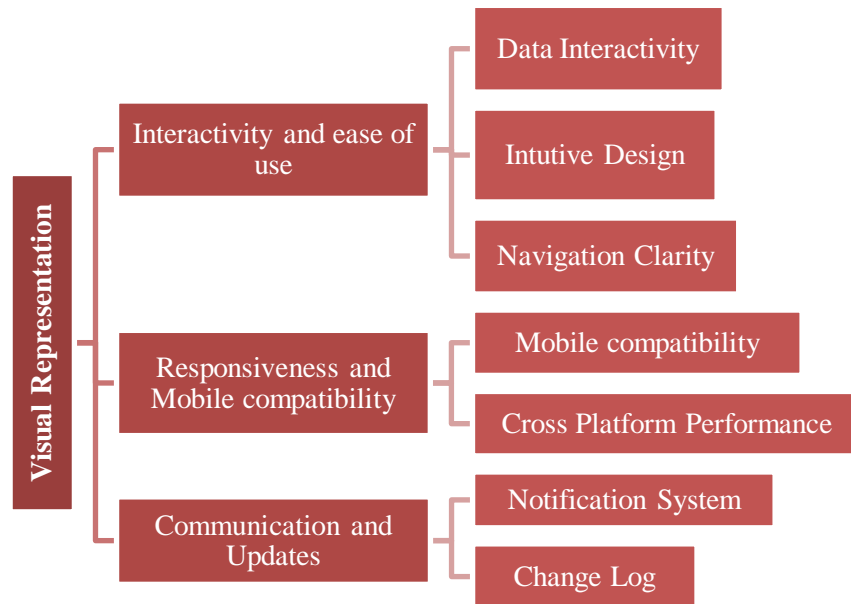 Visual Representation
Interactivity and ease of
use
Data Interactivity
Intutive Design
Navigation Clarity
Responsiveness and
Mobile compatibility
Mobile compatibility
Cross Platform Performance
Communication and
Updates
Notification System
Change Log